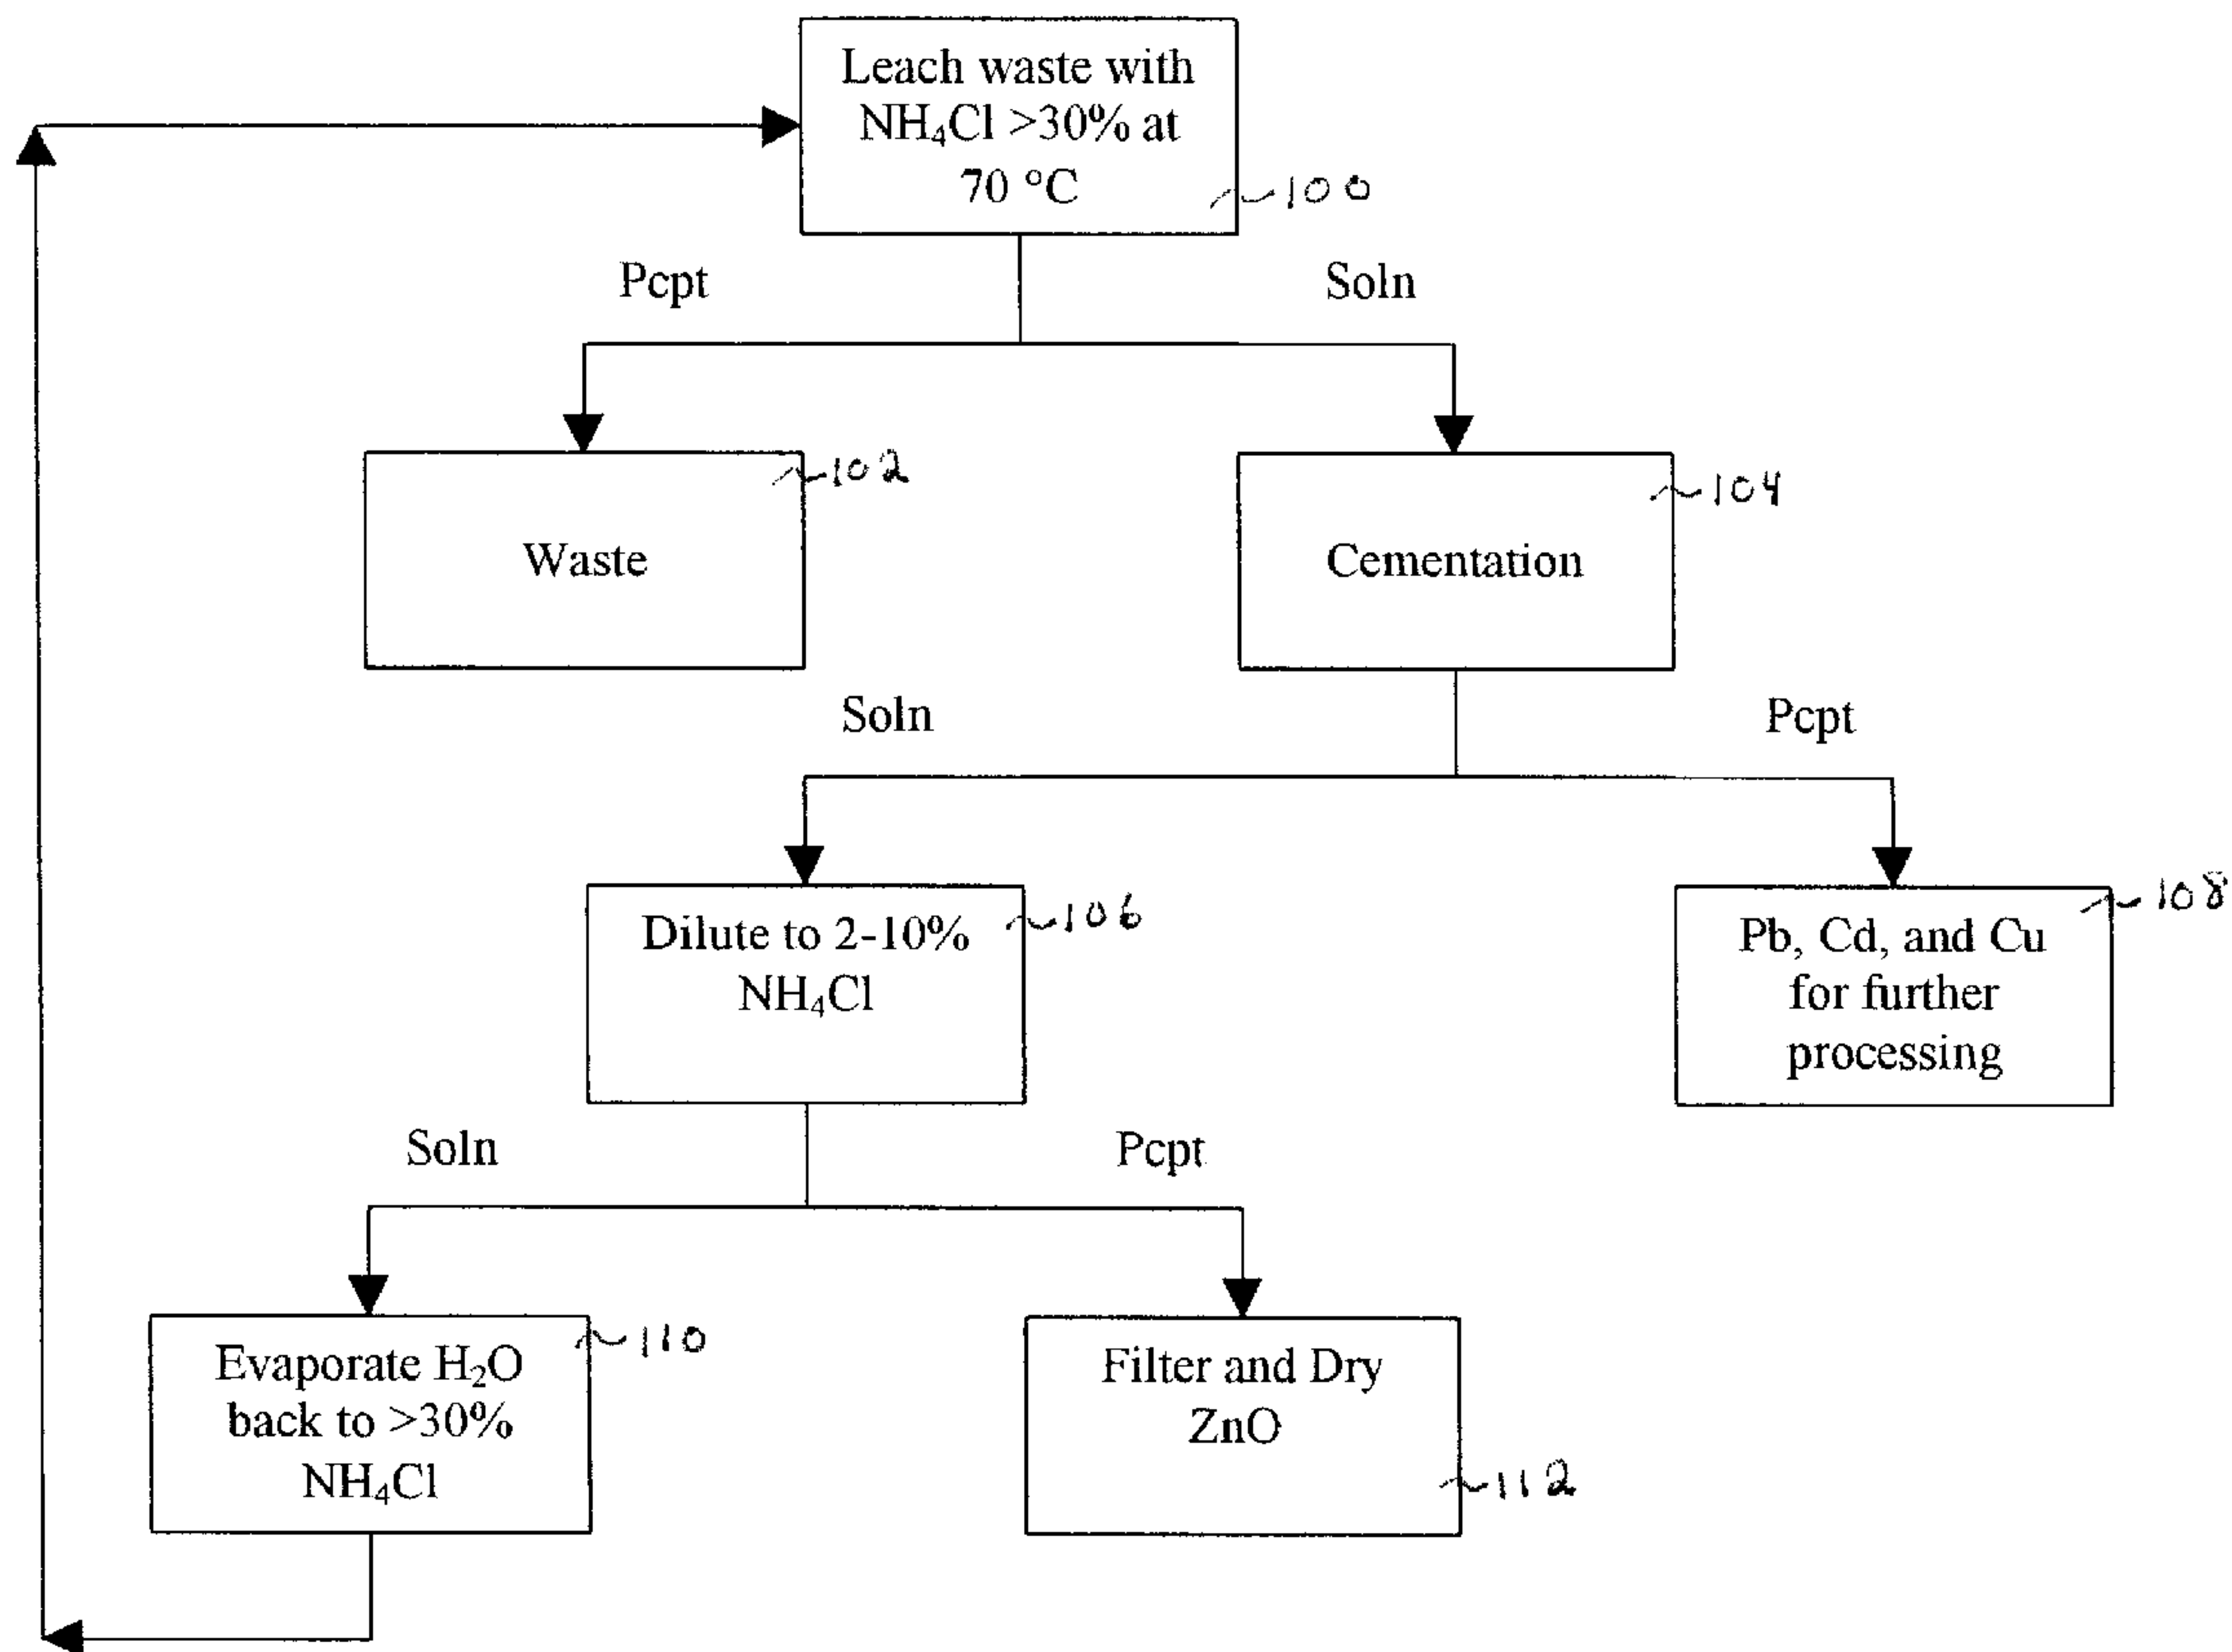 Leach waste with
NH₄Cl >30% at
70 °C
100
Pcpt
Soln
102
Waste
104
Cementation
Soln
Pcpt
Dilute to 2-10%
NH₄Cl
106
Pb, Cd, and Cu
for further
processing
108
Soln
Pcpt
Evaporate H₂O
back to >30%
NH₄Cl
110
Filter and Dry
ZnO
112